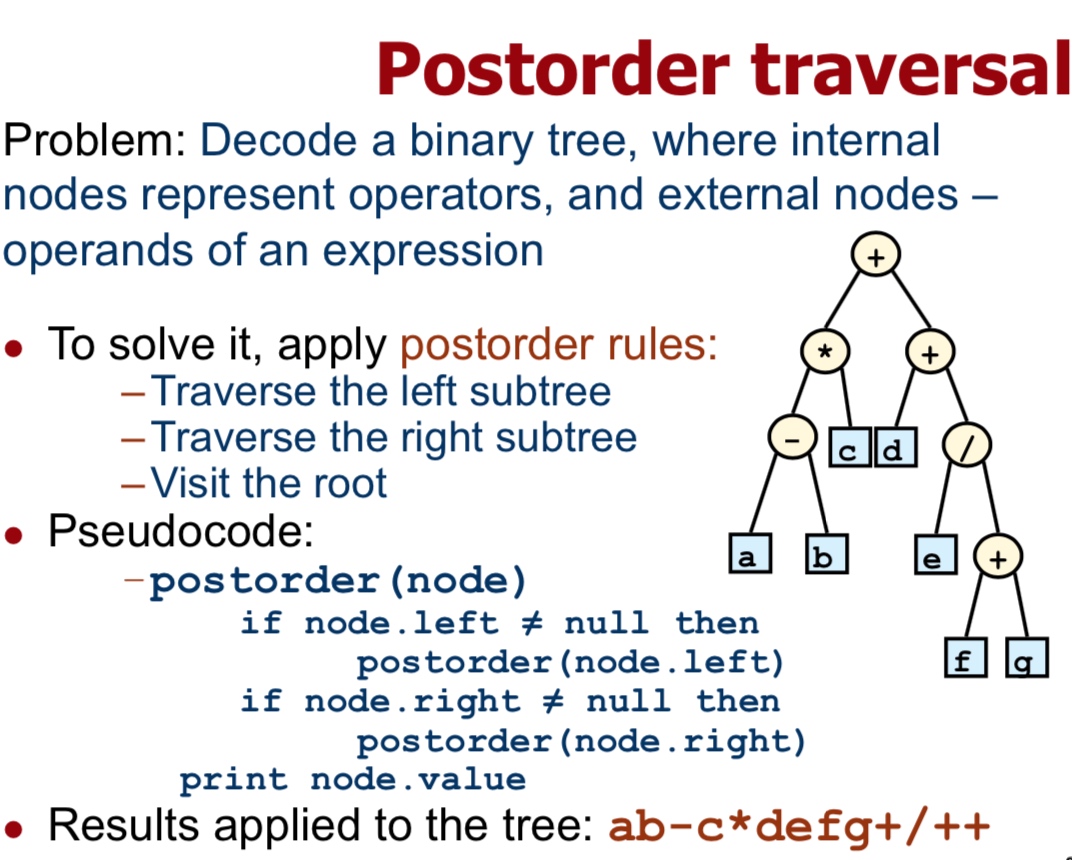 Postorder traversal
Problem: Decode a binary tree, where internal
nodes represent operators, and external nodes –
operands of an expression
• To solve it, apply postorder rules:
– Traverse the left subtree
– Traverse the right subtree
– Visit the root
• Pseudocode:
– postorder(node)
if node.left ≠ null then
postorder(node.left)
if node.right ≠ null then
postorder(node.right)
print node.value
• Results applied to the tree: ab-c*defg+/++
+
* +
- c d /
a b e +
f g